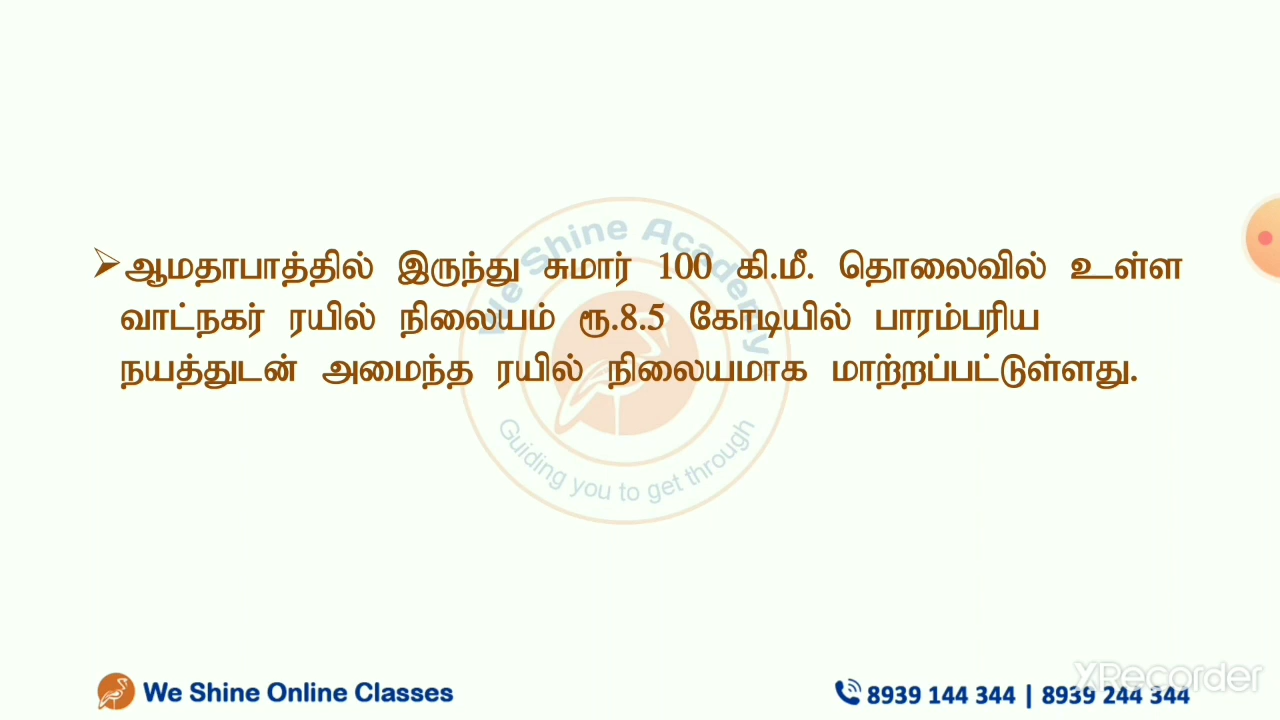 We Shine Academy
➢ஆமதாபாத்தில் இருந்து சுமார் 100 கி.மீ. தொலைவில் உள்ள
வாட்நகர் ரயில் நிலையம் ரூ.8.5 கோடியில் பாரம்பரிய
நயத்துடன் அமைந்த ரயில் நிலையமாக மாற்றப்பட்டுள்ளது.
Guiding you to get through
We Shine Online Classes
8939 144 344 | 8939 244 344
XRecorder